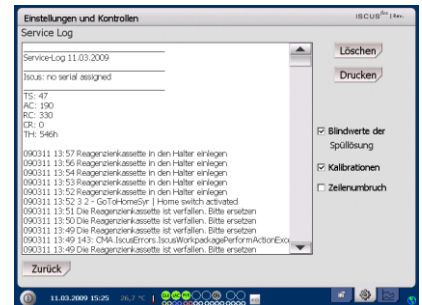 Einstellungen und Kontrollen
ISCUS
Service Log
Service-Log 11.03.2009
Iscus: no serial assigned
TS: 47
AC: 190
RC: 330
CR: 0
TH: 546h
090311 13:57 Reagenzienkassette in den Halter einlegen
090311 13:56 Reagenzienkassette in den Halter einlegen
090311 13:54 Reagenzienkassette in den Halter einlegen
090311 13:53 Reagenzienkassette in den Halter einlegen
090311 13:52 Reagenzienkassette in den Halter einlegen
090311 13:52 3 2 - GoToHomeSyr | Home switch activated
090311 13:51 Die Reagenzienkassette ist verfallen. Bitte ersetzen
090311 13:50 Die Reagenzienkassette ist verfallen. Bitte ersetzen
090311 13:49 Die Reagenzienkassette ist verfallen. Bitte ersetzen
090311 13:49 143: CMA.IscusErrors.IscusWorkpackagePerformActionExc
090311 13:49 Die Reagenzienkassette ist verfallen. Bitte ersetzen
Löschen
Drucken
Blindwerte der
Spüllösung
Kalibrationen
Zeilenumbruch
Zurück
11.03.2009 15:25 26,7 °C